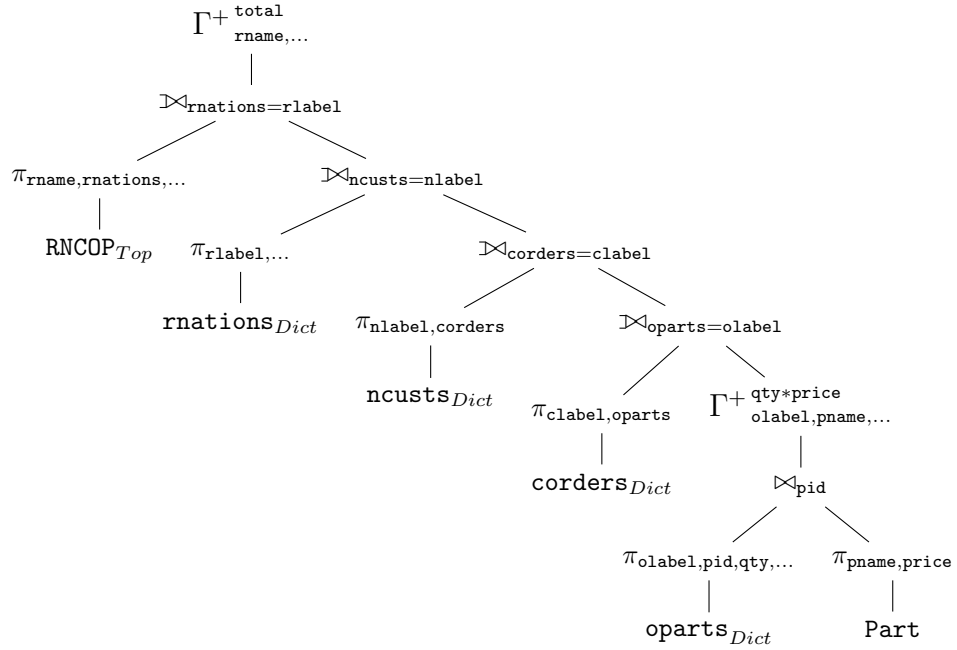 Γ⁺ total rname,...
⟕rnations=rlabel
πrname,rnations,... ⟕ncusts=nlabel
RNCOPTop πrlabel,... ⟕corders=clabel
rnationsDict πnlabel,corders ⟕oparts=olabel
ncustsDict πclabel,oparts Γ⁺ qty*price olabel,pname,...
cordersDict ⋈pid
πolabel,pid,qty,... πpname,price
opartsDict Part